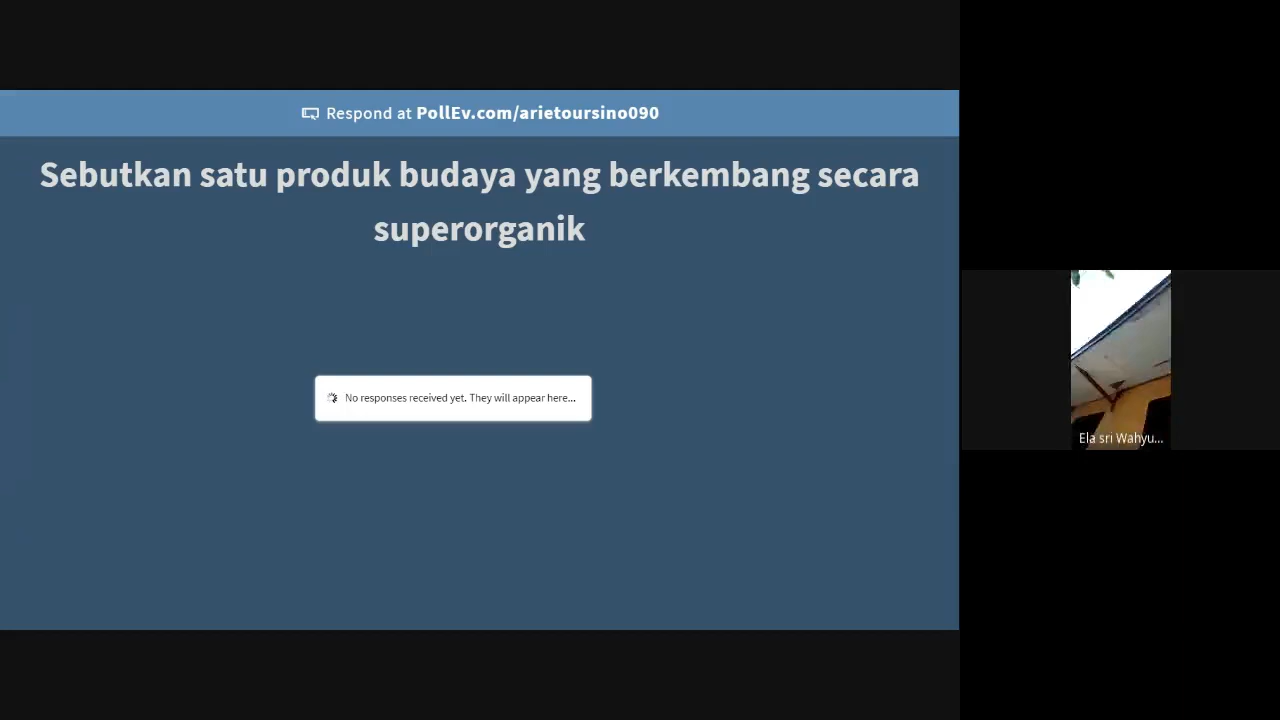 Respond at PollEv.com/arietoursino090
Sebutkan satu produk budaya yang berkembang secara
superorganik
No responses received yet. They will appear here...
Ela sri Wahyu...